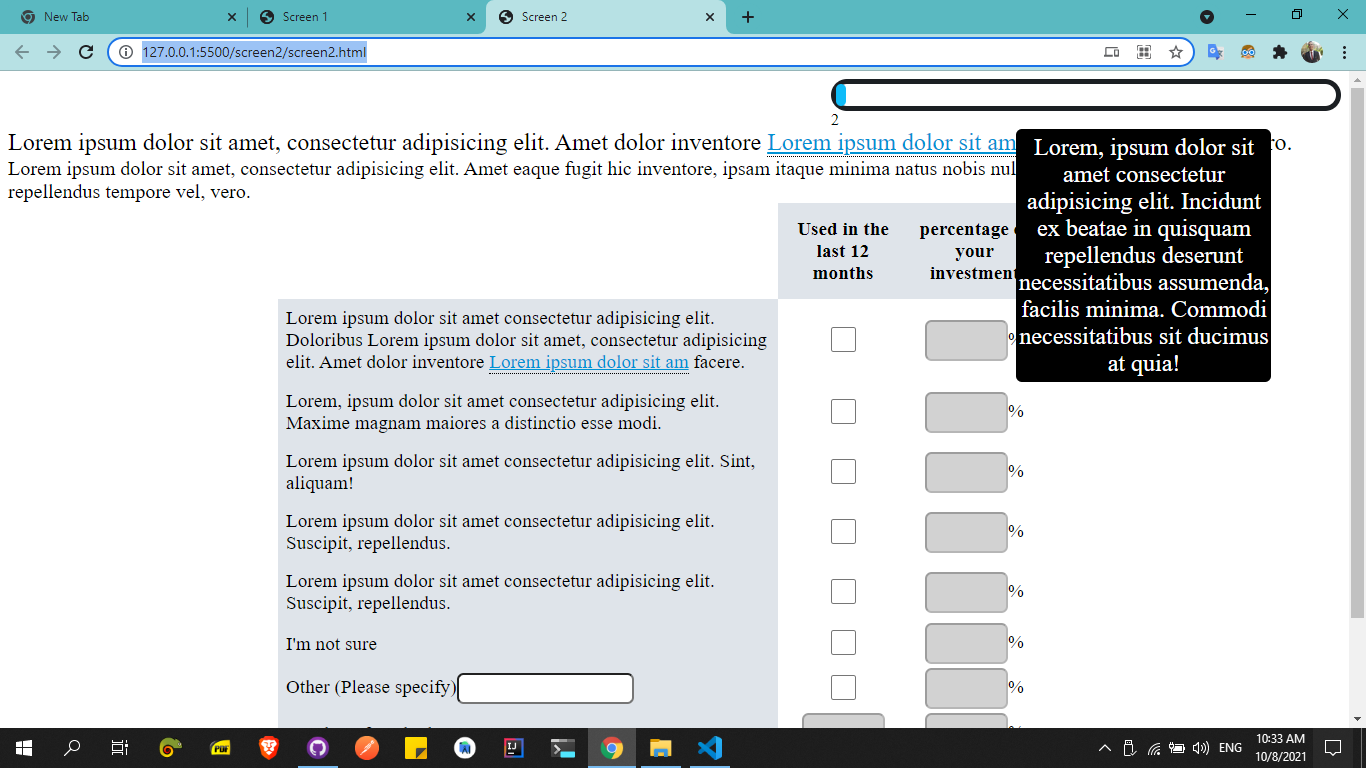 New Tab
Screen 1
Screen 2
127.0.0.1:5500/screen2/screen2.html
2
Lorem ipsum dolor sit amet, consectetur adipisicing elit. Amet dolor inventore Lorem ipsum dolor sit am ro.
Lorem ipsum dolor sit amet, consectetur adipisicing elit. Amet eaque fugit hic inventore, ipsam itaque minima natus nobis nul
repellendus tempore vel, vero.
Lorem, ipsum dolor sit
amet consectetur
adipisicing elit. Incidunt
ex beatae in quisquam
repellendus deserunt
necessitatibus assumenda,
facilis minima. Commodi
necessitatibus sit ducimus
at quia!
Used in the
last 12
months
percentage
your
investment
Lorem ipsum dolor sit amet consectetur adipisicing elit.
Doloribus Lorem ipsum dolor sit amet, consectetur adipisicing
elit. Amet dolor inventore Lorem ipsum dolor sit am facere.
%
Lorem, ipsum dolor sit amet consectetur adipisicing elit.
Maxime magnam maiores a distinctio esse modi.
%
Lorem ipsum dolor sit amet consectetur adipisicing elit. Sint,
aliquam!
%
Lorem ipsum dolor sit amet consectetur adipisicing elit.
Suscipit, repellendus.
%
Lorem ipsum dolor sit amet consectetur adipisicing elit.
Suscipit, repellendus.
%
I'm not sure
%
Other (Please specify)
%
PDF
IJ
ENG
10:33 AM
10/8/2021